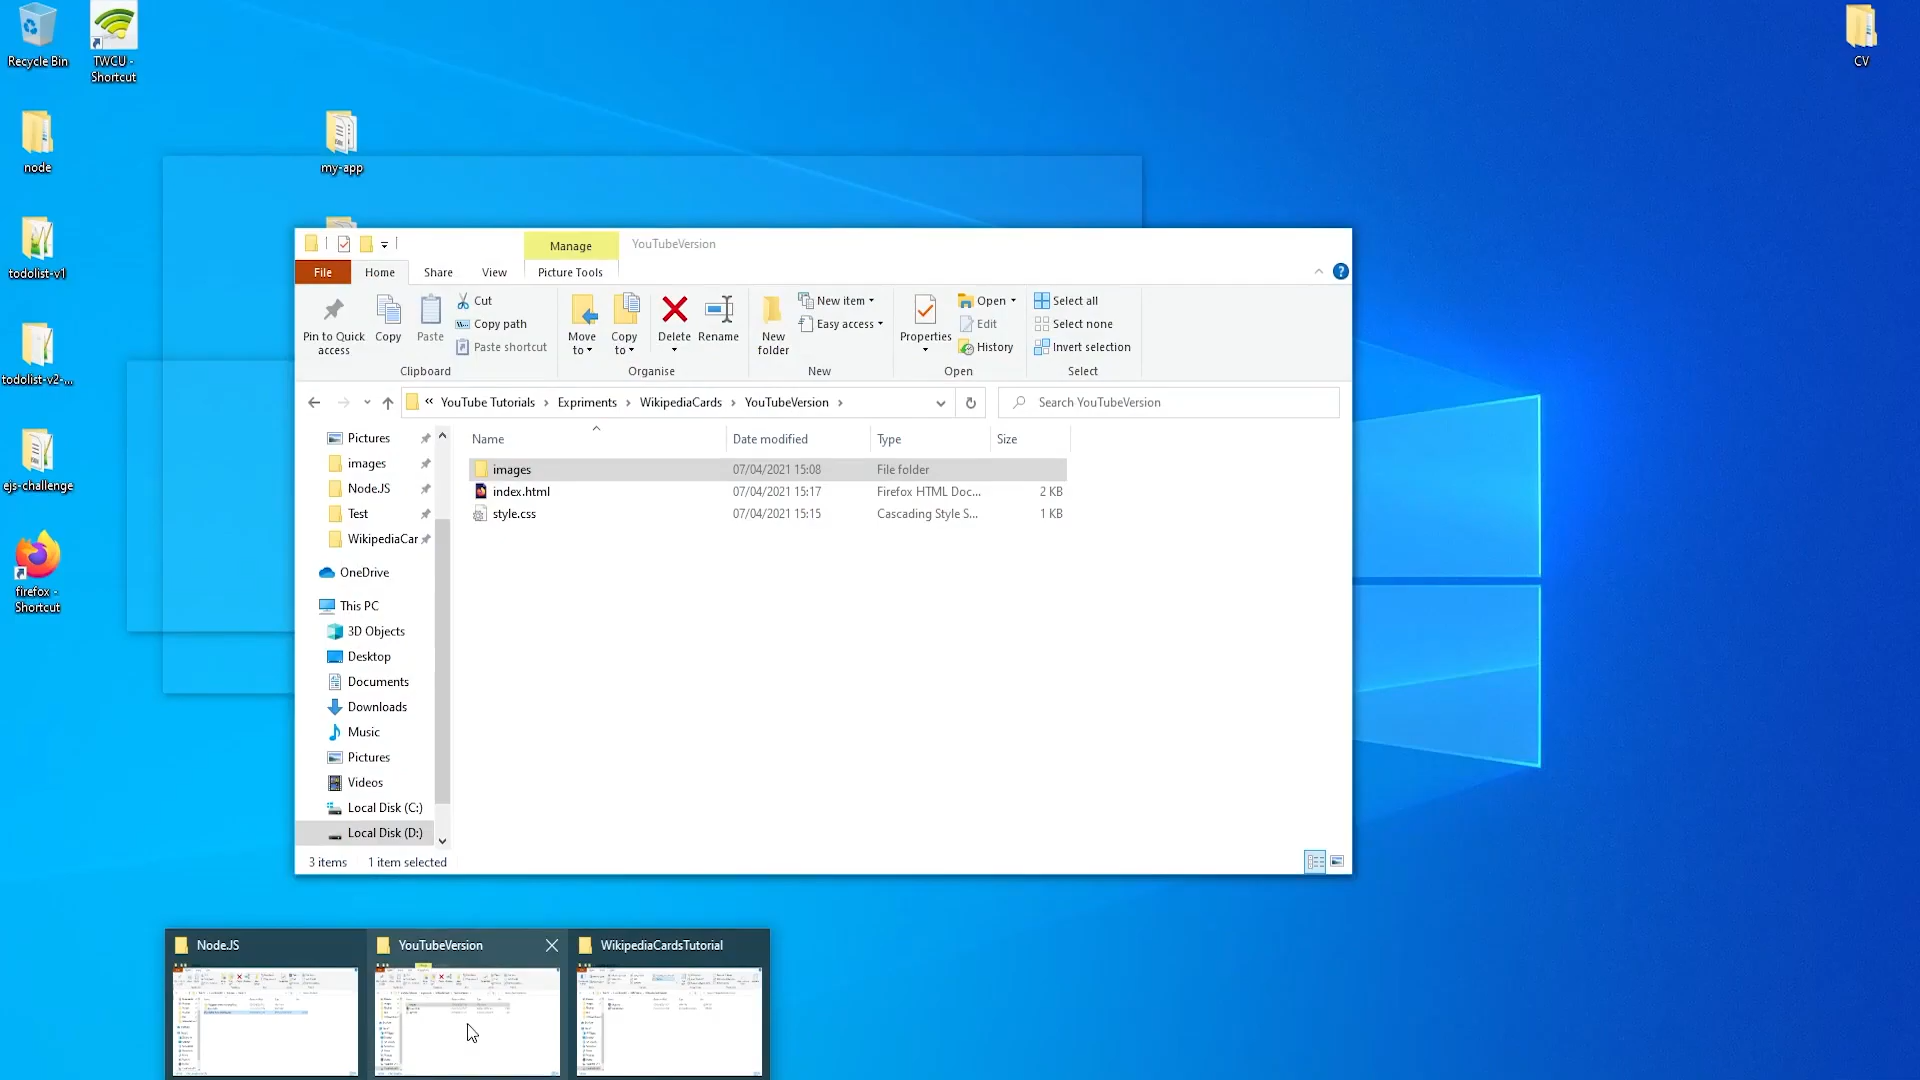 Recycle Bin
TWCU -
Shortcut
CV
node
my-app
todolist-v1
todolist-v2-...
ejs-challenge
firefox -
Shortcut
Manage
YouTubeVersion
File
Home
Share
View
Picture Tools
Pin to Quick
access
Copy
Paste
Cut
Copy path
Paste shortcut
Clipboard
Move
to
Copy
to
Delete
Rename
Organise
New
folder
New item
Easy access
New
Properties
Open
Edit
History
Open
Select all
Select none
Invert selection
Select
« YouTube Tutorials › Expriments › WikipediaCards › YouTubeVersion ›
Search YouTubeVersion
Name
Date modified
Type
Size
images 07/04/2021 15:08 File folder
index.html 07/04/2021 15:17 Firefox HTML Doc... 2 KB
style.css 07/04/2021 15:15 Cascading Style S... 1 KB
Pictures
images
Node.JS
Test
WikipediaCar
OneDrive
This PC
3D Objects
Desktop
Documents
Downloads
Music
Pictures
Videos
Local Disk (C:)
Local Disk (D:)
3 items 1 item selected
Node.JS
YouTubeVersion
WikipediaCardsTutorial